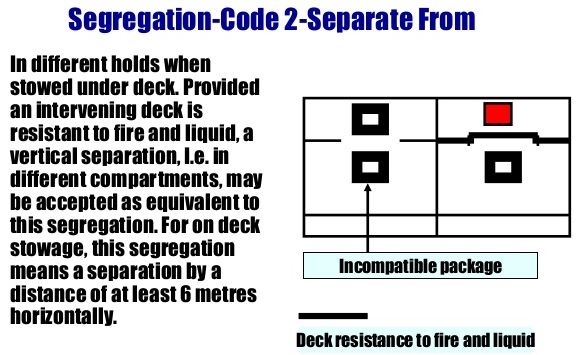 Segregation-Code 2-Separate From
In different holds when
stowed under deck. Provided
an intervening deck is
resistant to fire and liquid, a
vertical separation, I.e. in
different compartments, may
be accepted as equivalent to
this segregation. For on deck
stowage, this segregation
means a separation by a
distance of at least 6 metres
horizontally.
Incompatible package
Deck resistance to fire and liquid